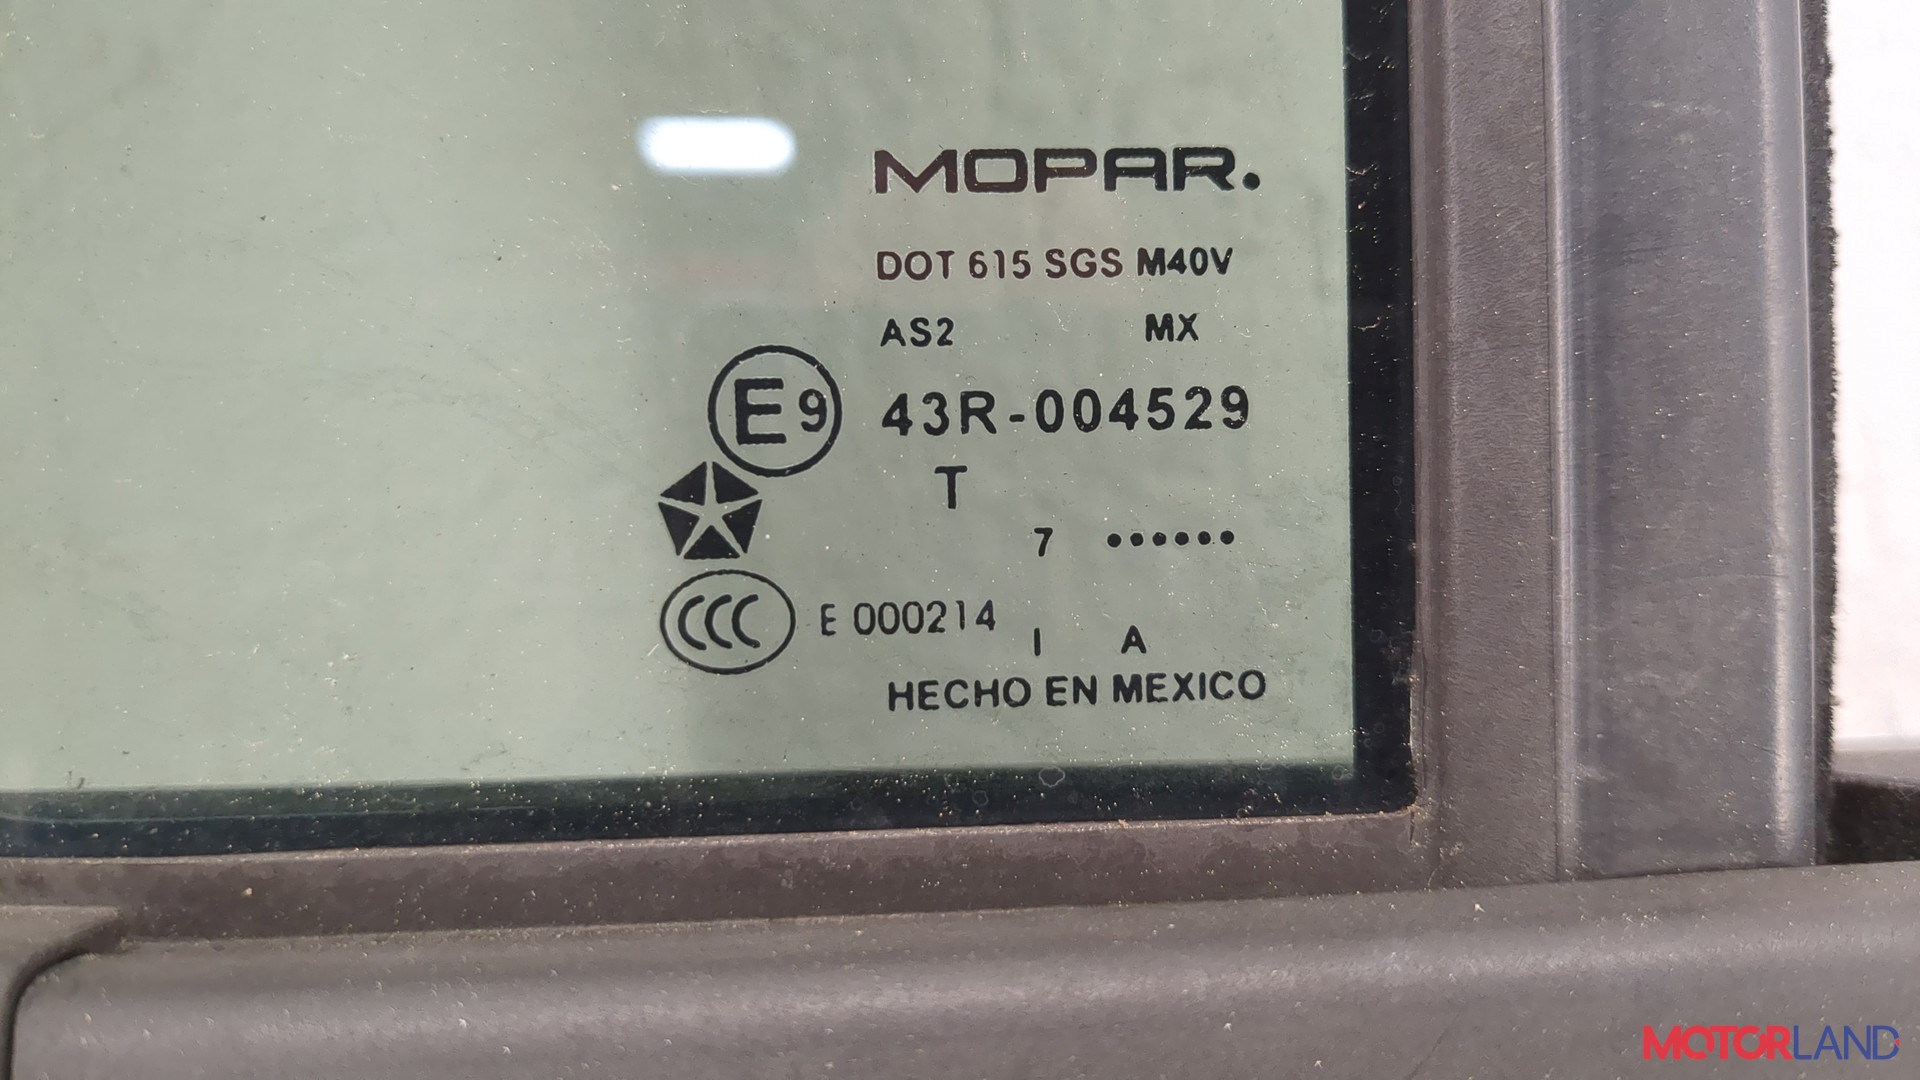 MOPAR.
DOT 615 SGS M40V
AS2 MX
E9 43R-004529
T
7 ••••••
CCC E 000214
I A
HECHO EN MEXICO
MOTORLAND